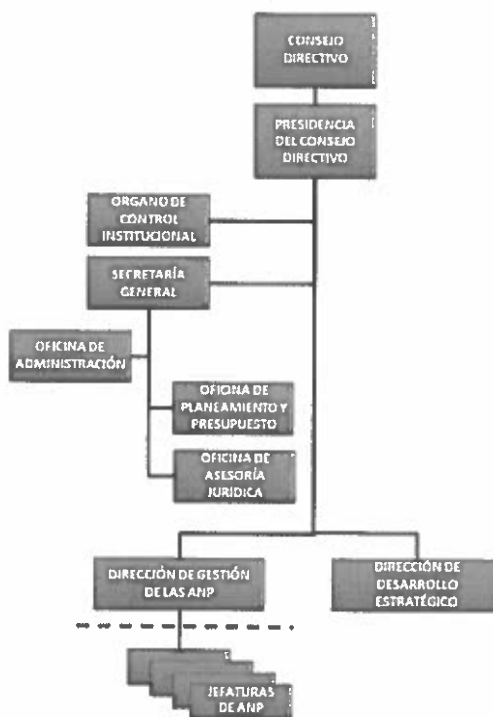 CONSEJO
DIRECTIVO
PRESIDENCIA
DEL CONSEJO
DIRECTIVO
ORGANO DE
CONTROL
INSTITUCIONAL
SECRETARÍA
GENERAL
OFICINA DE
ADMINISTRACIÓN
OFICINA DE
PLANEAMIENTO Y
PRESUPUESTO
OFICINA DE
ASESORÍA
JURÍDICA
DIRECCIÓN DE GESTIÓN
DE LAS ANP
DIRECCIÓN DE
DESARROLLO
ESTRATÉGICO
JEFATURAS
DE ANP